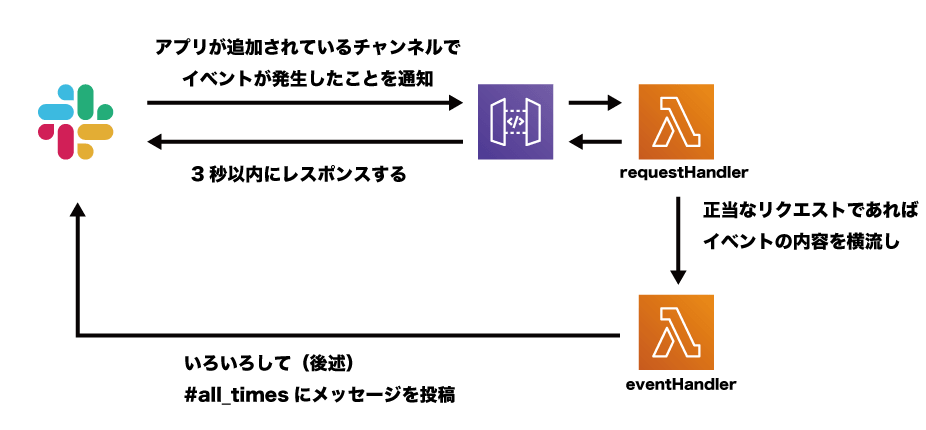 アプリが追加されているチャンネルで
イベントが発生したことを通知
3 秒以内にレスポンスする
requestHandler
正当なリクエストであれば
イベントの内容を横流し
eventHandler
いろいろして（後述）
#all_times にメッセージを投稿